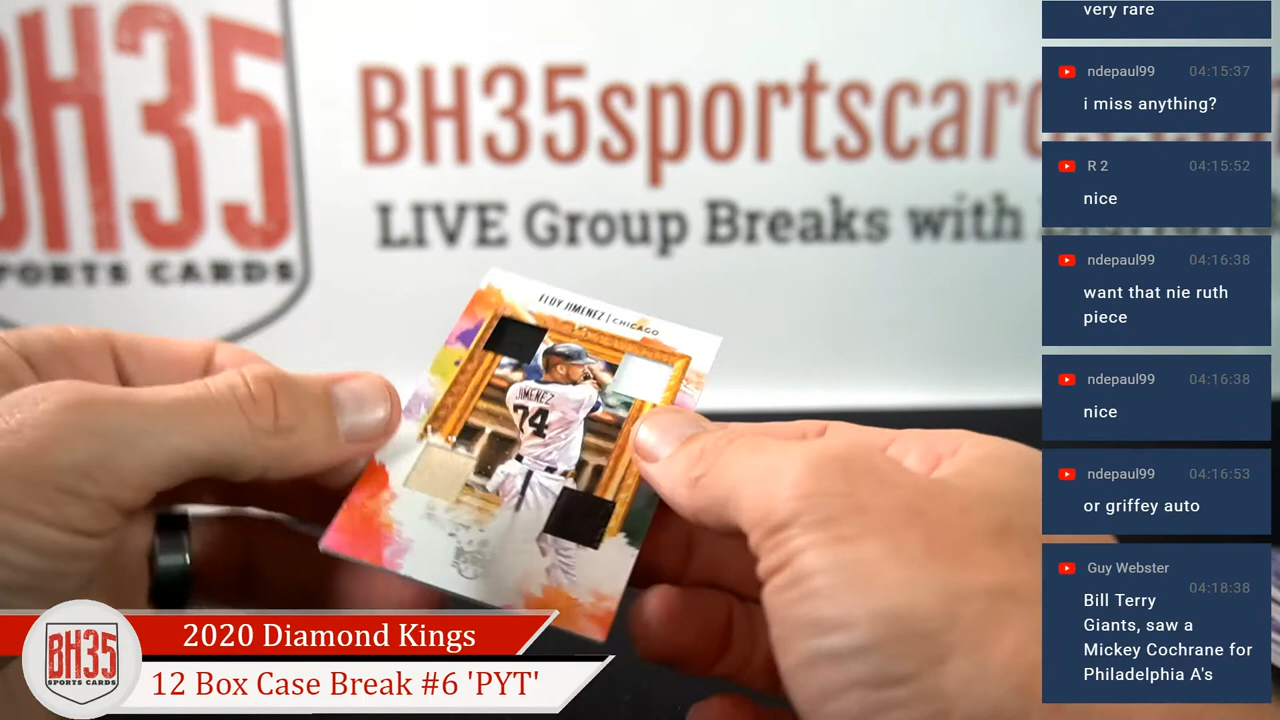 BH35
SPORTS CARDS
BH35sportscar
LIVE Group Breaks with
ELOY JIMENEZ | CHICAGO
JIMENEZ
74
very rare
ndepaul99 04:15:37
i miss anything?
R 2 04:15:52
nice
ndepaul99 04:16:38
want that nie ruth
piece
ndepaul99 04:16:38
nice
ndepaul99 04:16:53
or griffey auto
Guy Webster 04:18:38
Bill Terry
Giants, saw a
Mickey Cochrane for
Philadelphia A's
BH35
SPORTS CARDS
2020 Diamond Kings
12 Box Case Break #6 'PYT'